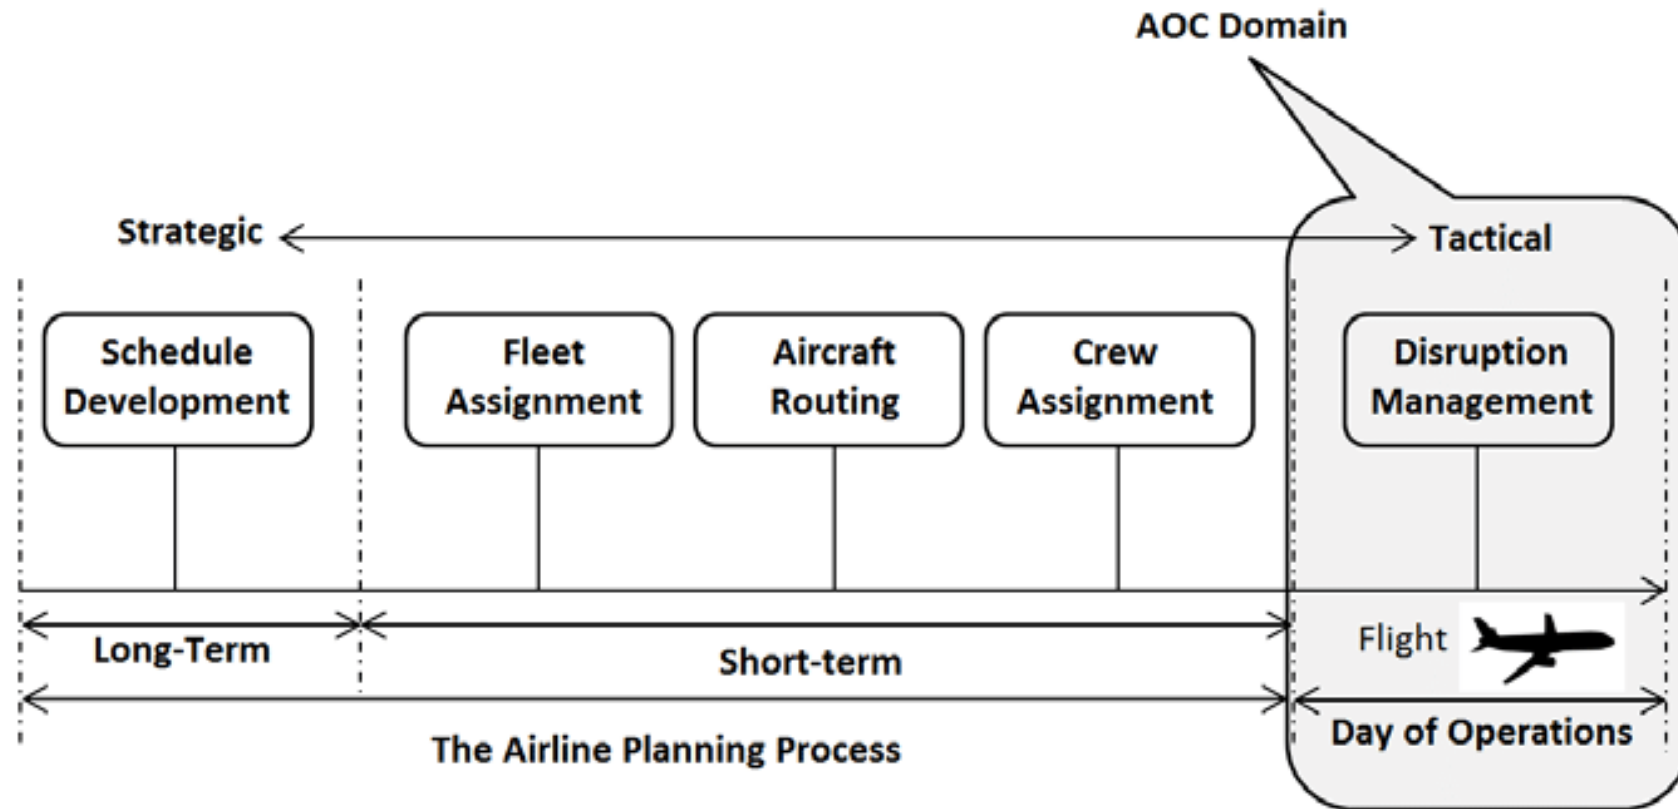 AOC Domain
Strategic
Tactical
Schedule
Development
Fleet
Assignment
Aircraft
Routing
Crew
Assignment
Disruption
Management
Long-Term
Short-term
Flight
The Airline Planning Process
Day of Operations